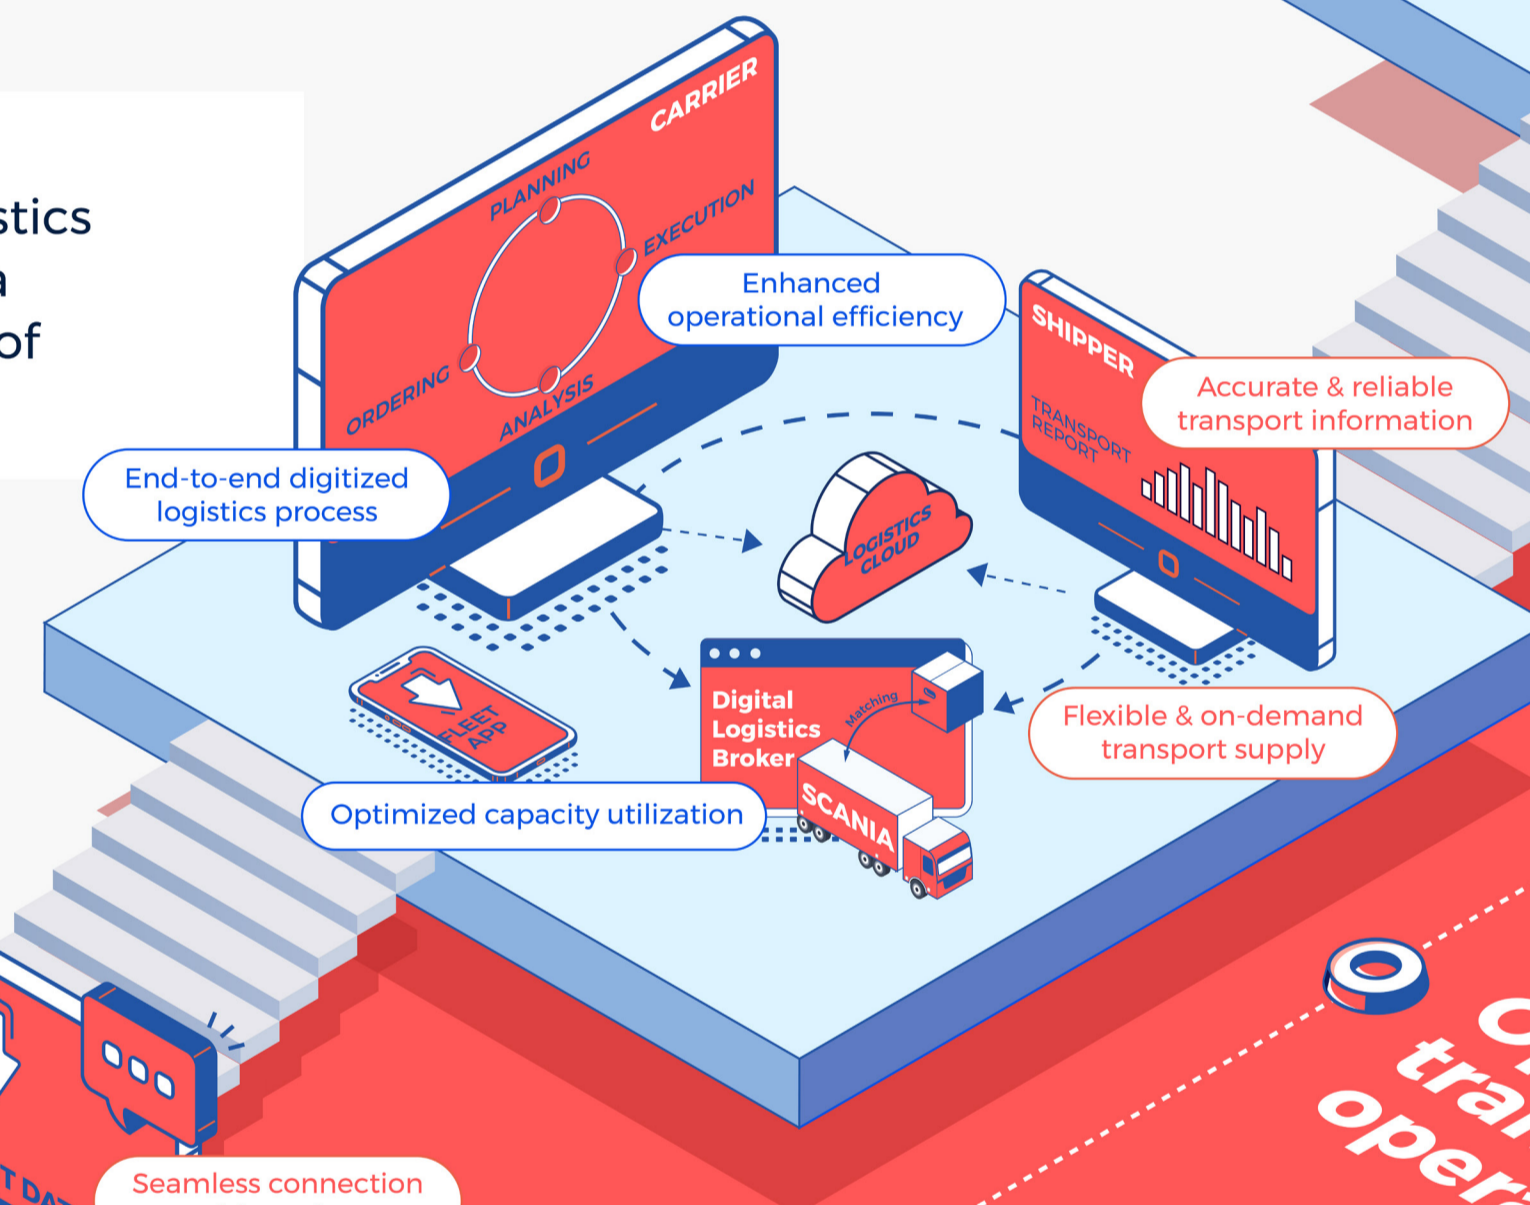 of
CARRIER
PLANNING
EXECUTION
ORDERING
ANALYSIS
Enhanced
operational efficiency
SHIPPER
TRANSPORT
REPORT
Accurate & reliable
transport information
End-to-end digitized
logistics process
LOGISTICS
CLOUD
Digital
Logistics
Broker
Matching
FLEET
APP
Flexible & on-demand
transport supply
Optimized capacity utilization
SCANIA
Seamless connection